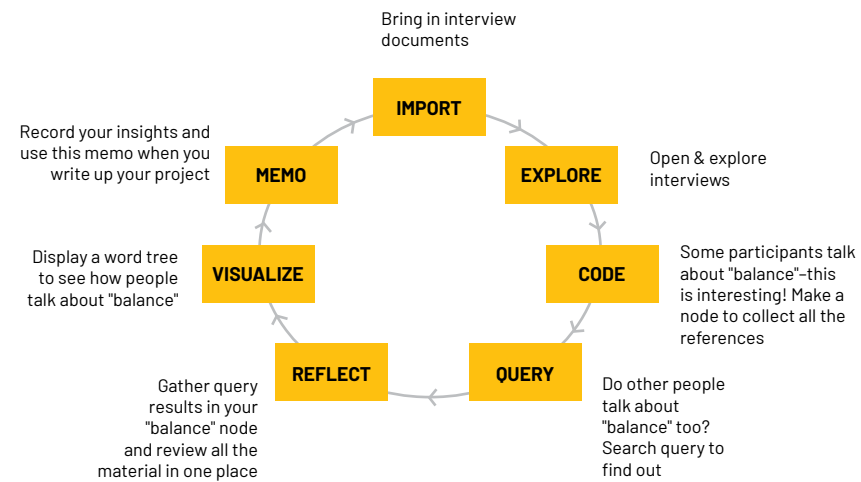 Bring in interview
documents
IMPORT
EXPLORE
Open & explore
interviews
CODE
Some participants talk
about "balance"–this
is interesting! Make a
node to collect all the
references
QUERY
Do other people
talk about
"balance" too?
Search query to
find out
REFLECT
Gather query
results in your
"balance" node
and review all the
material in one place
VISUALIZE
Display a word tree
to see how people
talk about "balance"
MEMO
Record your insights and
use this memo when you
write up your project